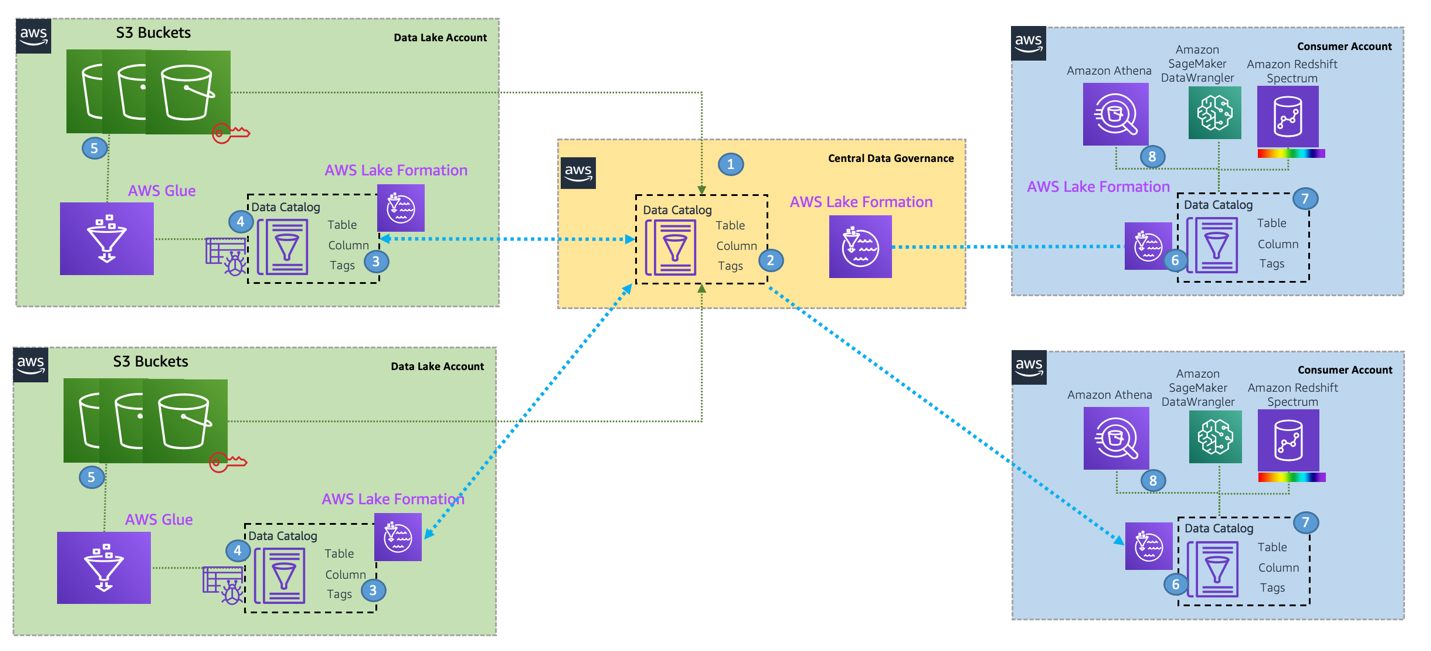 aws
S3 Buckets
Data Lake Account
5
AWS Glue
AWS Lake Formation
4
Data Catalog
Table
Column
Tags
3
aws
S3 Buckets
Data Lake Account
5
AWS Glue
AWS Lake Formation
4
Data Catalog
Table
Column
Tags
3
1
aws
Central Data Governance
Data Catalog
Table
Column
Tags
2
AWS Lake Formation
aws
Consumer Account
Amazon Athena
Amazon
SageMaker
DataWrangler
Amazon Redshift
Spectrum
8
AWS Lake Formation
7
Data Catalog
Table
Column
Tags
6
aws
Consumer Account
Amazon Athena
Amazon
SageMaker
DataWrangler
Amazon Redshift
Spectrum
8
7
Data Catalog
Table
Column
Tags
6